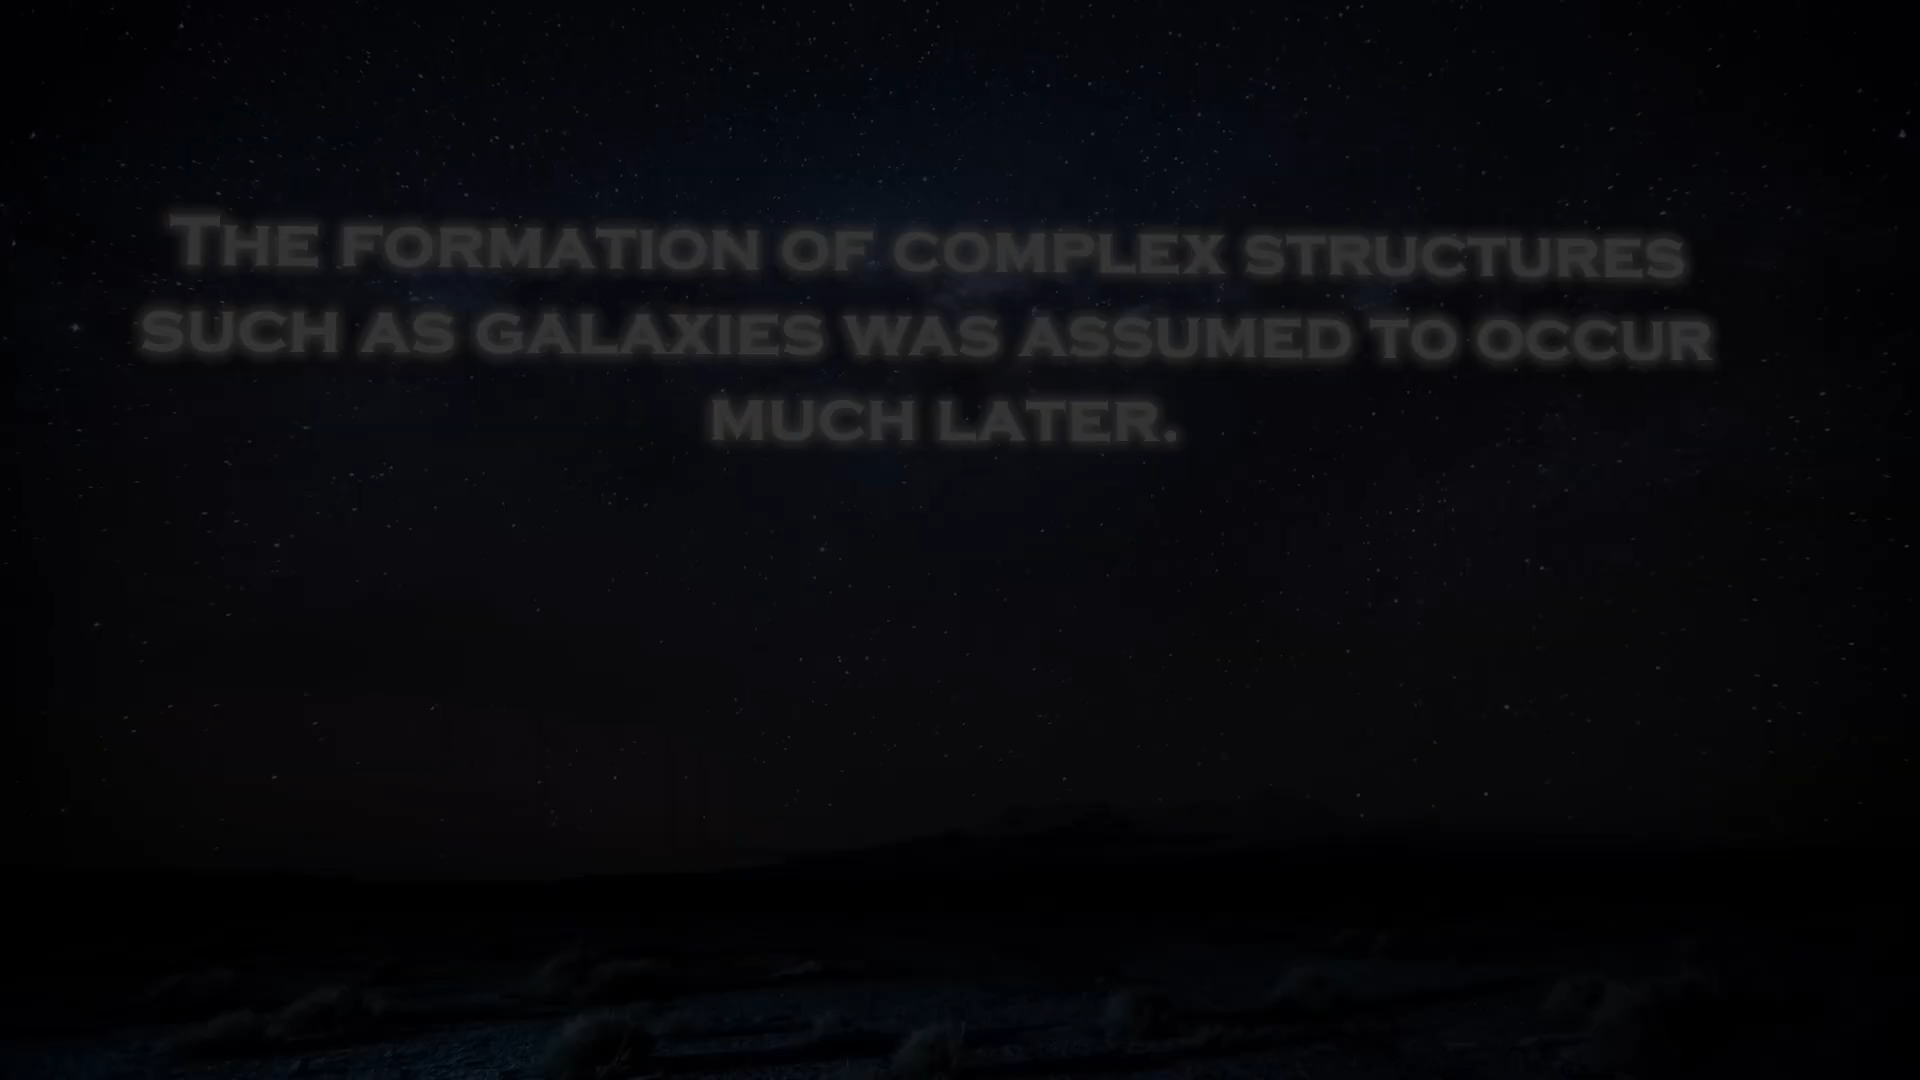 The formation of complex structures
such as galaxies was assumed to occur
much later.